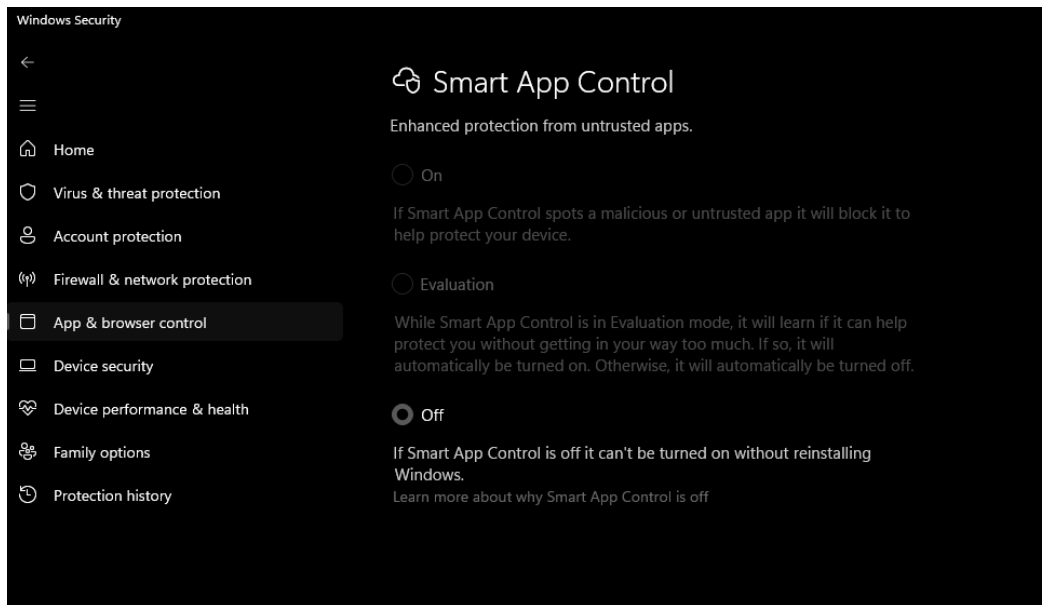 Windows Security
Smart App Control
Enhanced protection from untrusted apps.
Home
Virus & threat protection
Account protection
Firewall & network protection
App & browser control
Device security
Device performance & health
Family options
Protection history
On
If Smart App Control spots a malicious or untrusted app it will block it to
help protect your device.
Evaluation
While Smart App Control is in Evaluation mode, it will learn if it can help
protect you without getting in your way too much. If so, it will
automatically be turned on. Otherwise, it will automatically be turned off.
Off
If Smart App Control is off it can't be turned on without reinstalling
Windows.
Learn more about why Smart App Control is off